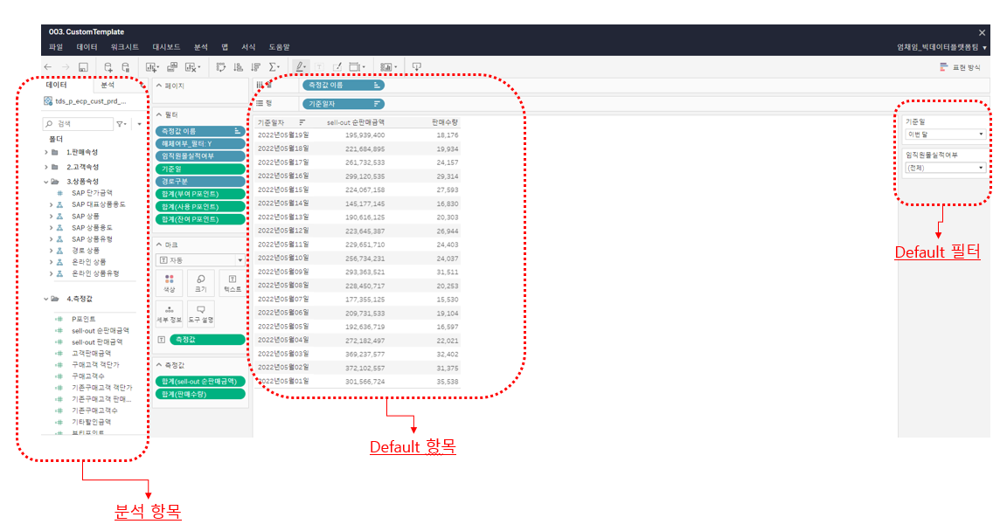 003. CustomTemplate
파일 데이터 워크시트 대시보드 분석 맵 서식 도움말
엄채임_빅데이터플랫폼팀
표현 방식
데이터 분석
tds_p_ecp_cust_prd_...
검색
폴더
1.판매속성
2.고객속성
3.상품속성
SAP 단가금액
SAP 대표상품용도
SAP 상품
SAP 상품용도
SAP 상품유형
경로 상품
온라인 상품
온라인 상품유형
4.측정값
P포인트
sell-out 순판매금액
sell-out 판매금액
고객판매금액
구매고객 객단가
구매고객수
기존구매고객 객단가
기존구매고객 판매...
기존구매고객수
기타할인금액
뷰티포인트
페이지
필터
측정값 이름
해체여부_필터: Y
임직원몰실적여부
기준일
경로구분
합계(부여 P포인트)
합계(사용 P포인트)
합계(잔여 P포인트)
마크
자동
색상 크기 텍스트
세부 정보 도구 설명
측정값
측정값
합계(sell-out 순판매금액)
합계(판매수량)
열 측정값 이름
행 기준일자
기준일자 sell-out 순판매금액 판매수량
2022년05월19일 195,939,400 18,176
2022년05월18일 221,684,895 19,934
2022년05월17일 261,732,533 24,157
2022년05월16일 299,120,535 29,314
2022년05월15일 224,067,158 27,593
2022년05월14일 145,177,145 16,830
2022년05월13일 190,616,125 20,303
2022년05월12일 223,645,387 26,944
2022년05월11일 229,651,710 24,403
2022년05월10일 256,734,231 24,037
2022년05월09일 293,363,521 31,511
2022년05월08일 228,450,717 20,253
2022년05월07일 177,355,125 15,530
2022년05월06일 209,731,533 19,104
2022년05월05일 192,636,719 16,597
2022년05월04일 272,182,497 22,021
2022년05월03일 369,237,577 32,402
2022년05월02일 372,102,557 31,375
2022년05월01일 301,566,724 35,538
기준일
이번 달
임직원몰실적여부
(전체)
Default 필터
Default 항목
분석 항목